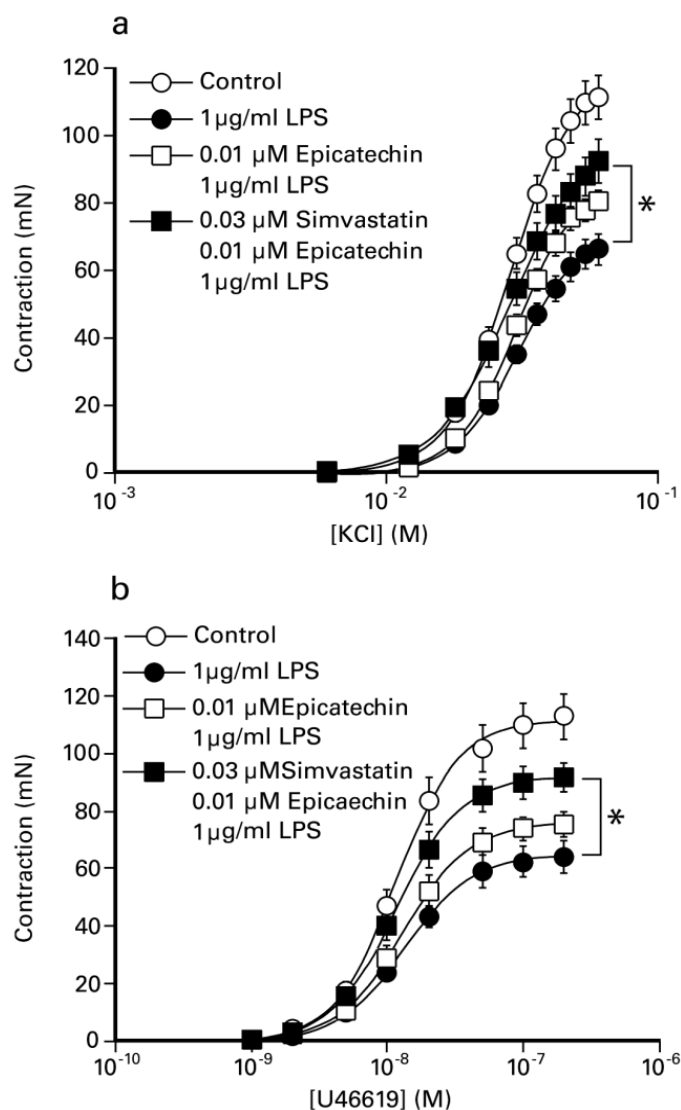 a
120
100
80
60
40
20
0
Contraction (mN)
Control
1μg/ml LPS
0.01 μM Epicatechin
1μg/ml LPS
0.03 μM Simvastatin
0.01 μM Epicatechin
1μg/ml LPS
*
10-3
10-2
10-1
[KCl] (M)
b
140
120
100
80
60
40
20
0
Contraction (mN)
Control
1μg/ml LPS
0.01 μMEpicatechin
1μg/ml LPS
0.03 μMSimvastatin
0.01 μM Epicaechin
1μg/ml LPS
*
10-10
10-9
10-8
10-7
10-6
[U46619] (M)